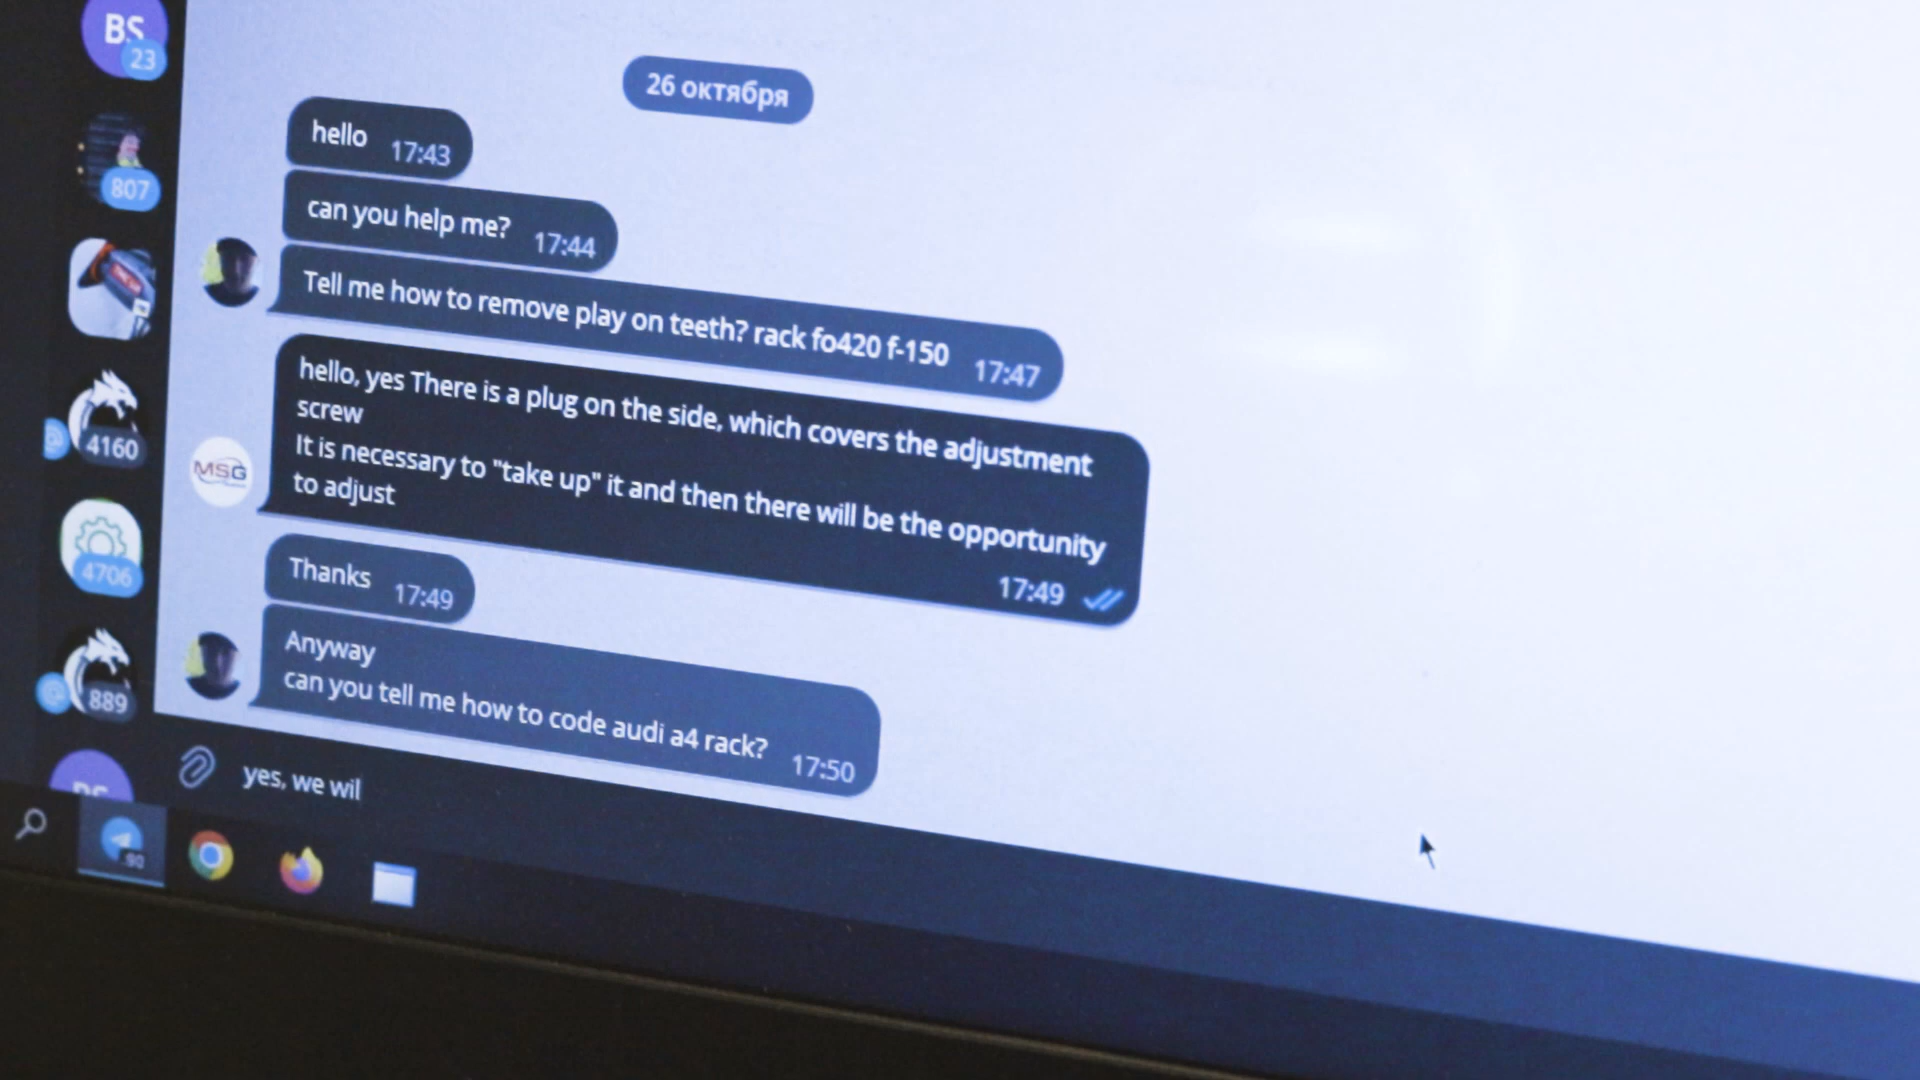 BS
23
26 октября
hello 17:43
807
can you help me? 17:44
Tell me how to remove play on teeth? rack fo420 f-150 17:47
hello, yes There is a plug on the side, which covers the adjustment
screw
It is necessary to "take up" it and then there will be the opportunity
to adjust
17:49
MSG
4160
4706
Thanks 17:49
Anyway
can you tell me how to code audi a4 rack? 17:50
889
yes, we wil